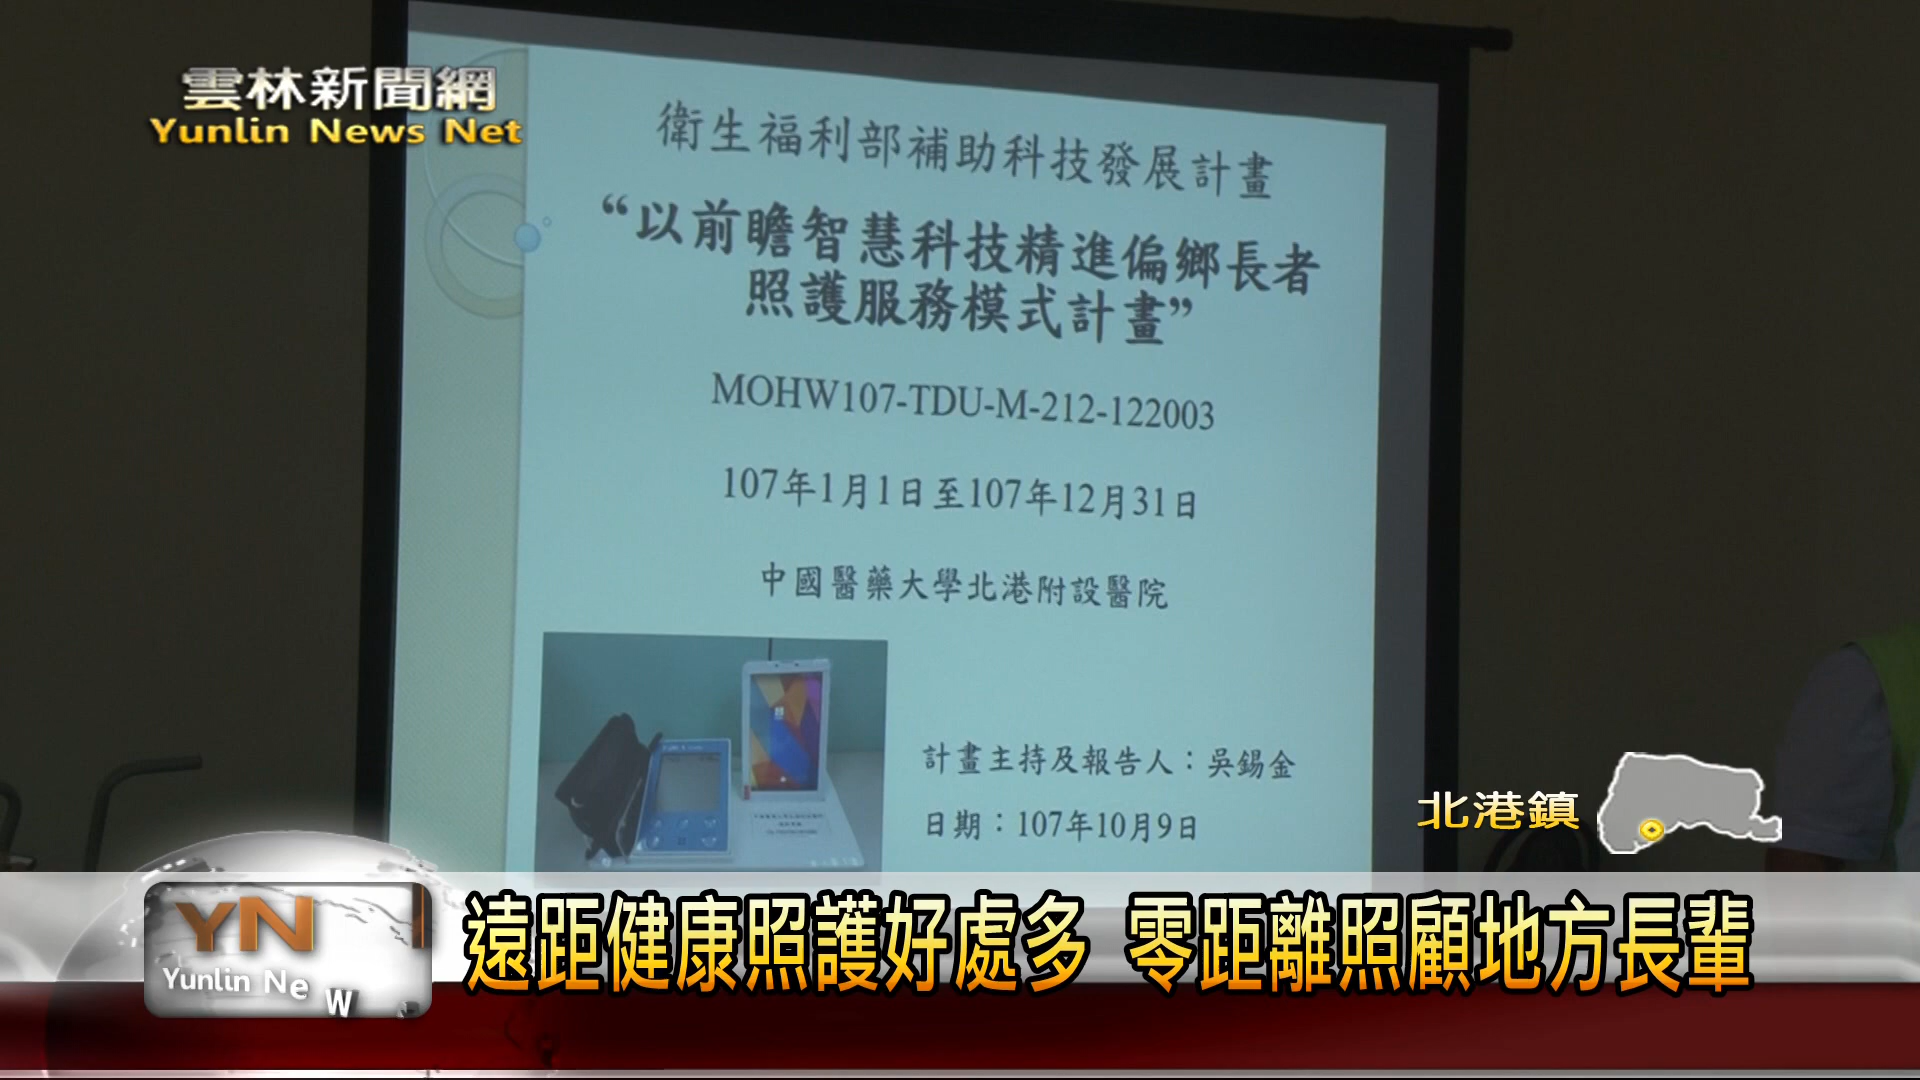 雲林新聞網
Yunlin News Net
衛生福利部補助科技發展計畫
“以前瞻智慧科技精進偏鄉長者
照護服務模式計畫”
MOHW107-TDU-M-212-122003
107年1月1日至107年12月31日
中國醫藥大學北港附設醫院
計畫主持及報告人：吳錫金
日期：107年10月9日
北港鎮
YN
Yunlin New
遠距健康照護好處多 零距離照顧地方長輩